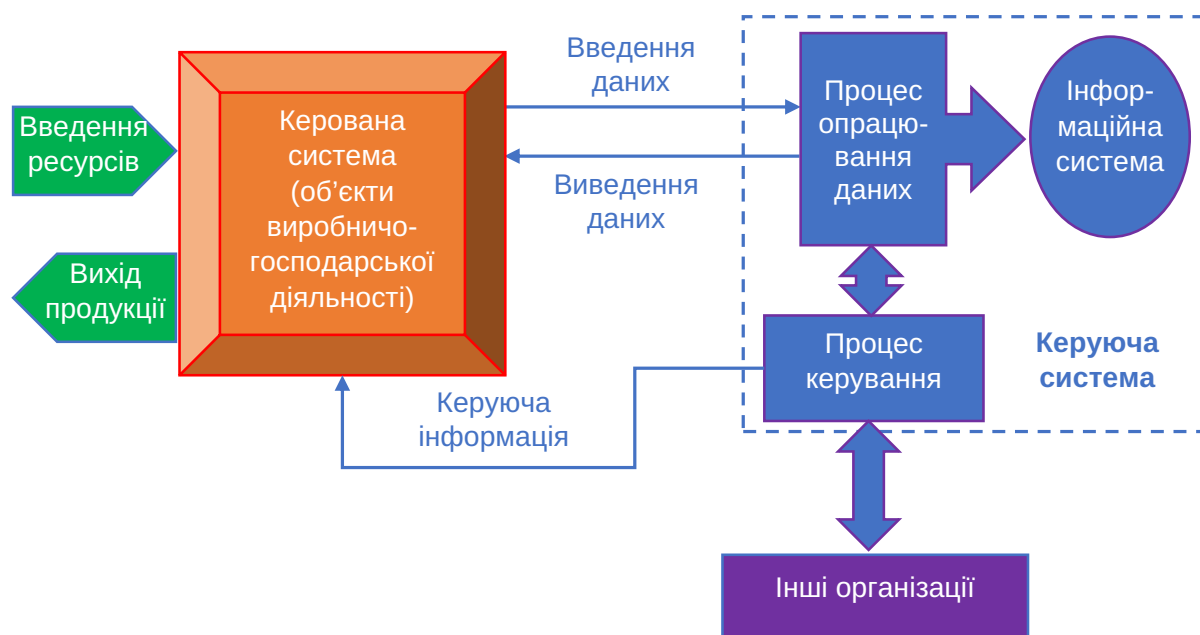 Введення
ресурсів
Вихід
продукції
Керована
система
(об’єкти
виробничо-
господарської
діяльності)
Введення
даних
Виведення
даних
Керуюча
інформація
Процес
опрацю-
вання
даних
Інфор-
маційна
система
Процес
керування
Керуюча
система
Інші організації